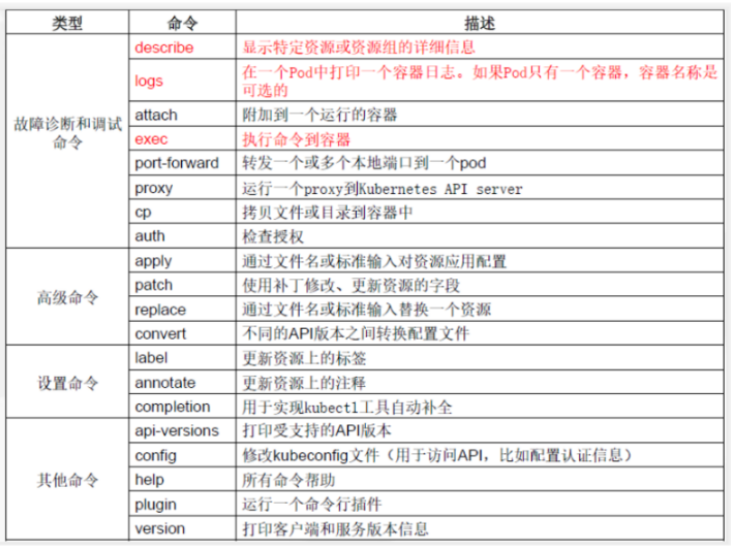 类型 命令 描述
故障诊断和调试命令 describe 显示特定资源或资源组的详细信息
logs 在一个Pod中打印一个容器日志。如果Pod只有一个容器，容器名称是
可选的
attach 附加到一个运行的容器
exec 执行命令到容器
port-forward 转发一个或多个本地端口到一个pod
proxy 运行一个proxy到Kubernetes API server
cp 拷贝文件或目录到容器中
auth 检查授权
高级命令 apply 通过文件名或标准输入对资源应用配置
patch 使用补丁修改、更新资源的字段
replace 通过文件名或标准输入替换一个资源
convert 不同的API版本之间转换配置文件
设置命令 label 更新资源上的标签
annotate 更新资源上的注释
completion 用于实现kubectl工具自动补全
其他命令 api-versions 打印受支持的API版本
config 修改kubeconfig文件（用于访问API，比如配置认证信息）
help 所有命令帮助
plugin 运行一个命令行插件
version 打印客户端和服务版本信息